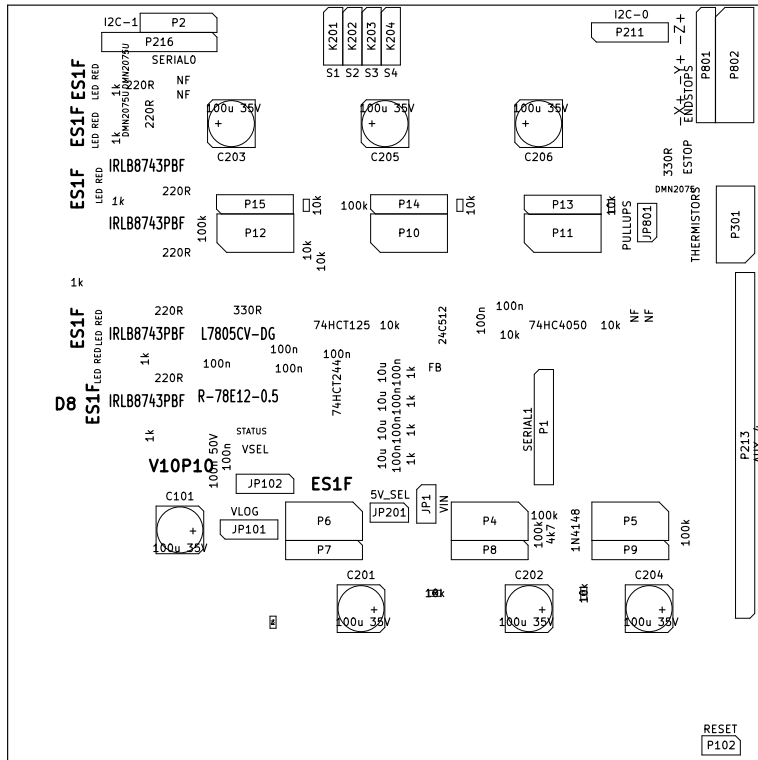 I2C-1
P2
P216
SERIAL0
K201
K202
K203
K204
S1 S2 S3 S4
I2C-0
P211
-X+ -Y+ -Z+
ENDSTOPS
P801
P802
ES1F
LED RED
1k
DMN2075U
DMN2075U
220R
NF
NF
ES1F
LED RED
1k
220R
100u 35V
+
C203
100u 35V
+
C205
100u 35V
+
C206
330R
ESTOP
DMN2075
ES1F
LED RED
IRLB8743PBF
220R
1k
IRLB8743PBF
220R
100k
P15
P12
10k
10k
10k
100k
P14
P10
10k
P13
P11
10k
PULLUPS
JP801
THERMISTORS
P301
1k
ES1F
LED RED
220R
IRLB8743PBF
330R
L7805CV-DG
74HCT125
10k
24C512
100n
100n
10k
74HC4050
10k
NF
NF
LED RED
1k
100n
100n
100n
100n
74HCT244
FB
D8
ES1F
220R
IRLB8743PBF
R-78E12-0.5
10u 100n 1k
10u 100n 1k
10u 100n 1k
10u 100n 1k
1k
STATUS
VSEL
V10P10
100n 50V
100n
JP102
ES1F
SERIAL1
P1
P213
C101
+
100u 35V
VLOG
JP101
P6
P7
5V_SEL
JP201
JP1
VIN
P4
P8
100k
100k
4k7
1N4148
P5
P9
100k
C201
+
100u 35V
C202
+
100u 35V
C204
+
100u 35V
RESET
P102